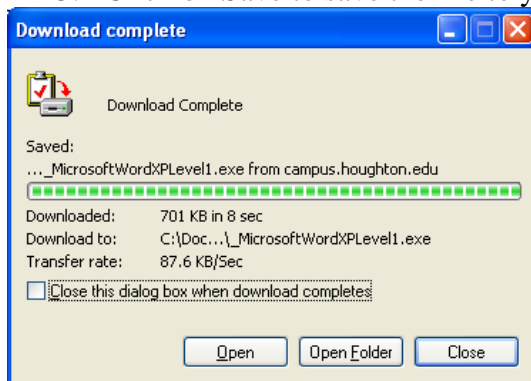 Download complete
Download Complete
Saved:
..._MicrosoftWordXPLevel1.exe from campus.houghton.edu
Downloaded: 701 KB in 8 sec
Download to: C:\Doc...\_MicrosoftWordXPLevel1.exe
Transfer rate: 87.6 KB/Sec
Close this dialog box when download completes
Open Open Folder Close